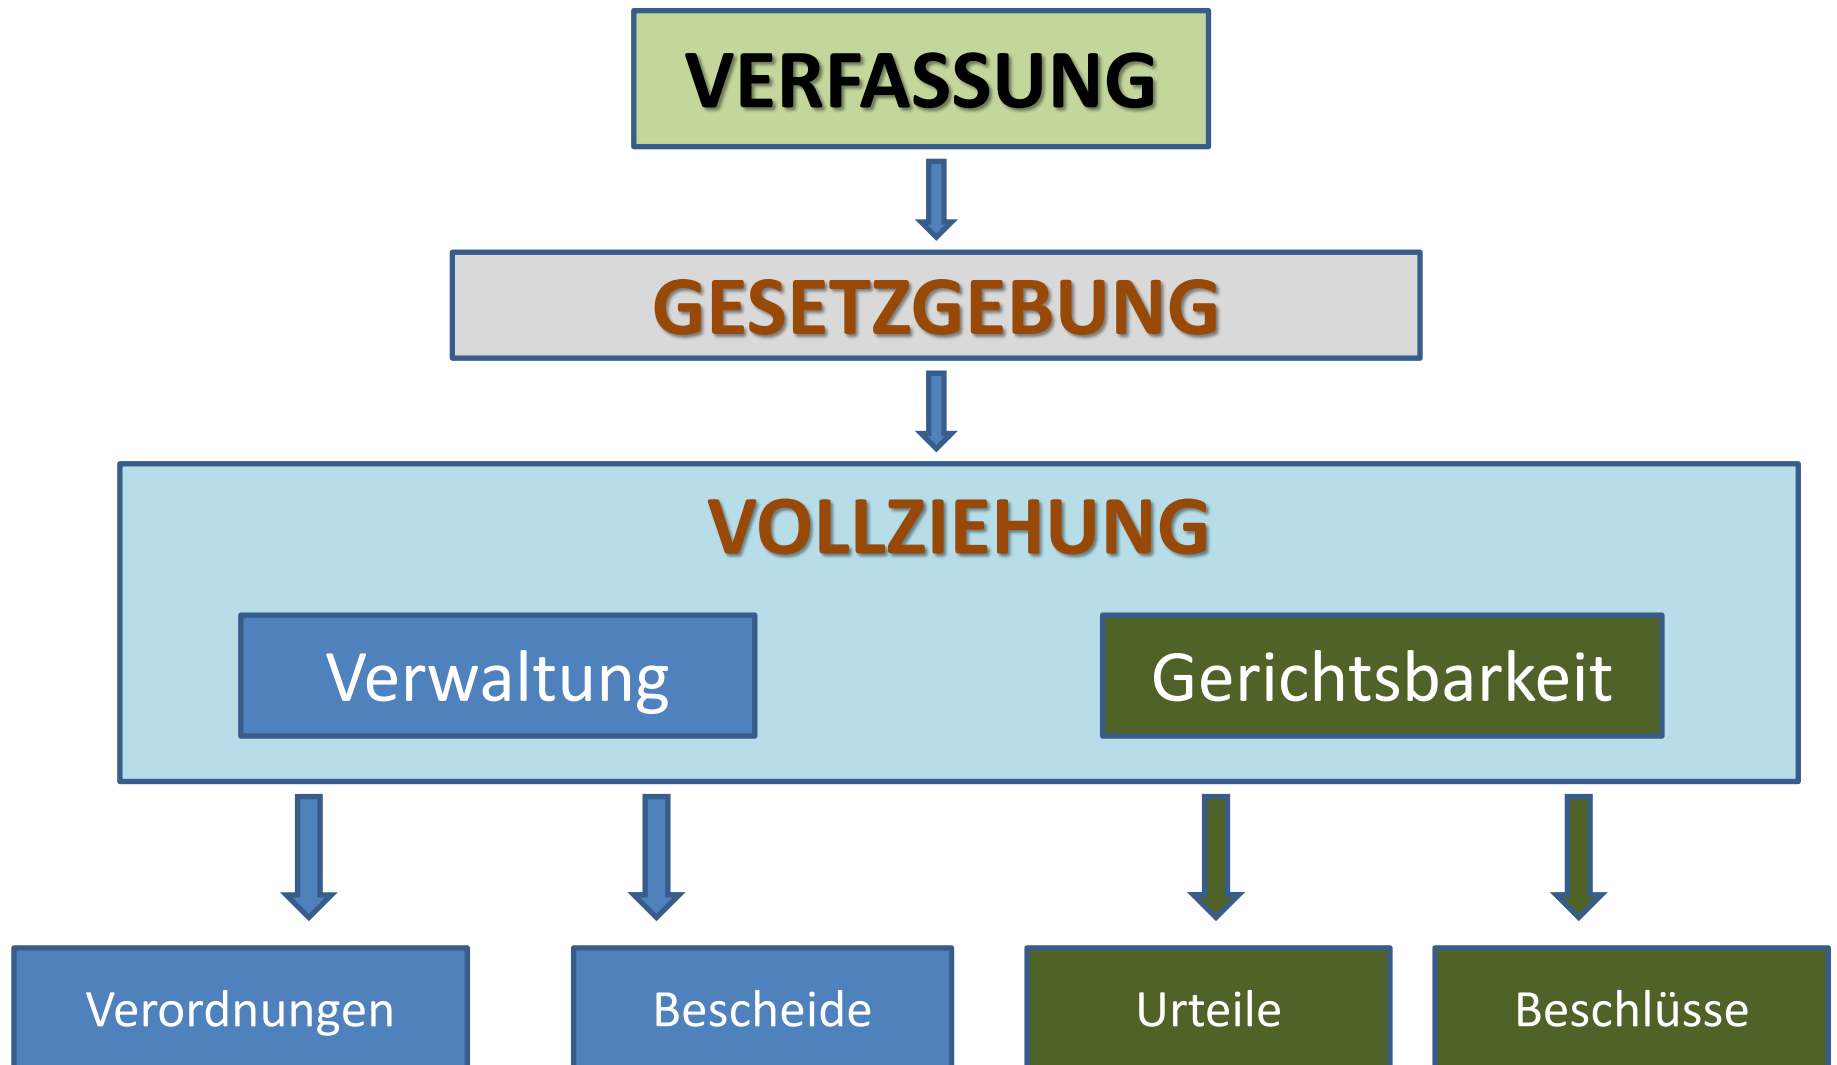 VERFASSUNG
GESETZGEBUNG
VOLLZIEHUNG
Verwaltung
Gerichtsbarkeit
Verordnungen
Bescheide
Urteile
Beschlüsse